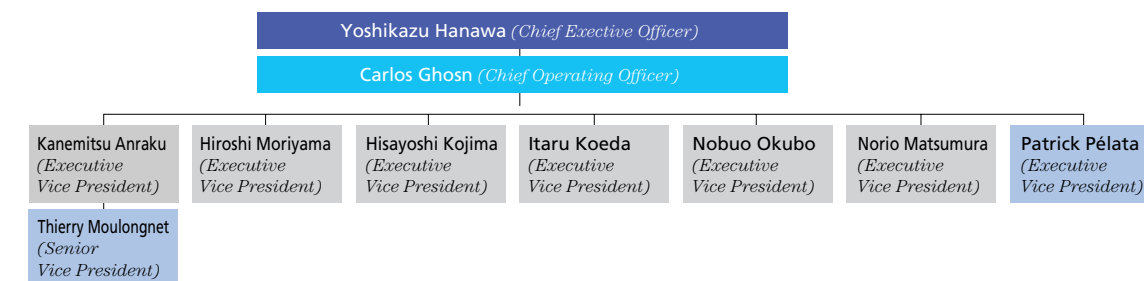 Yoshikazu Hanawa (Chief Exective Officer)
Carlos Ghosn (Chief Operating Officer)
Kanemitsu Anraku
(Executive
Vice President)
Hiroshi Moriyama
(Executive
Vice President)
Hisayoshi Kojima
(Executive
Vice President)
Itaru Koeda
(Executive
Vice President)
Nobuo Okubo
(Executive
Vice President)
Norio Matsumura
(Executive
Vice President)
Patrick Pélata
(Executive
Vice President)
Thierry Moulongnet
(Senior
Vice President)